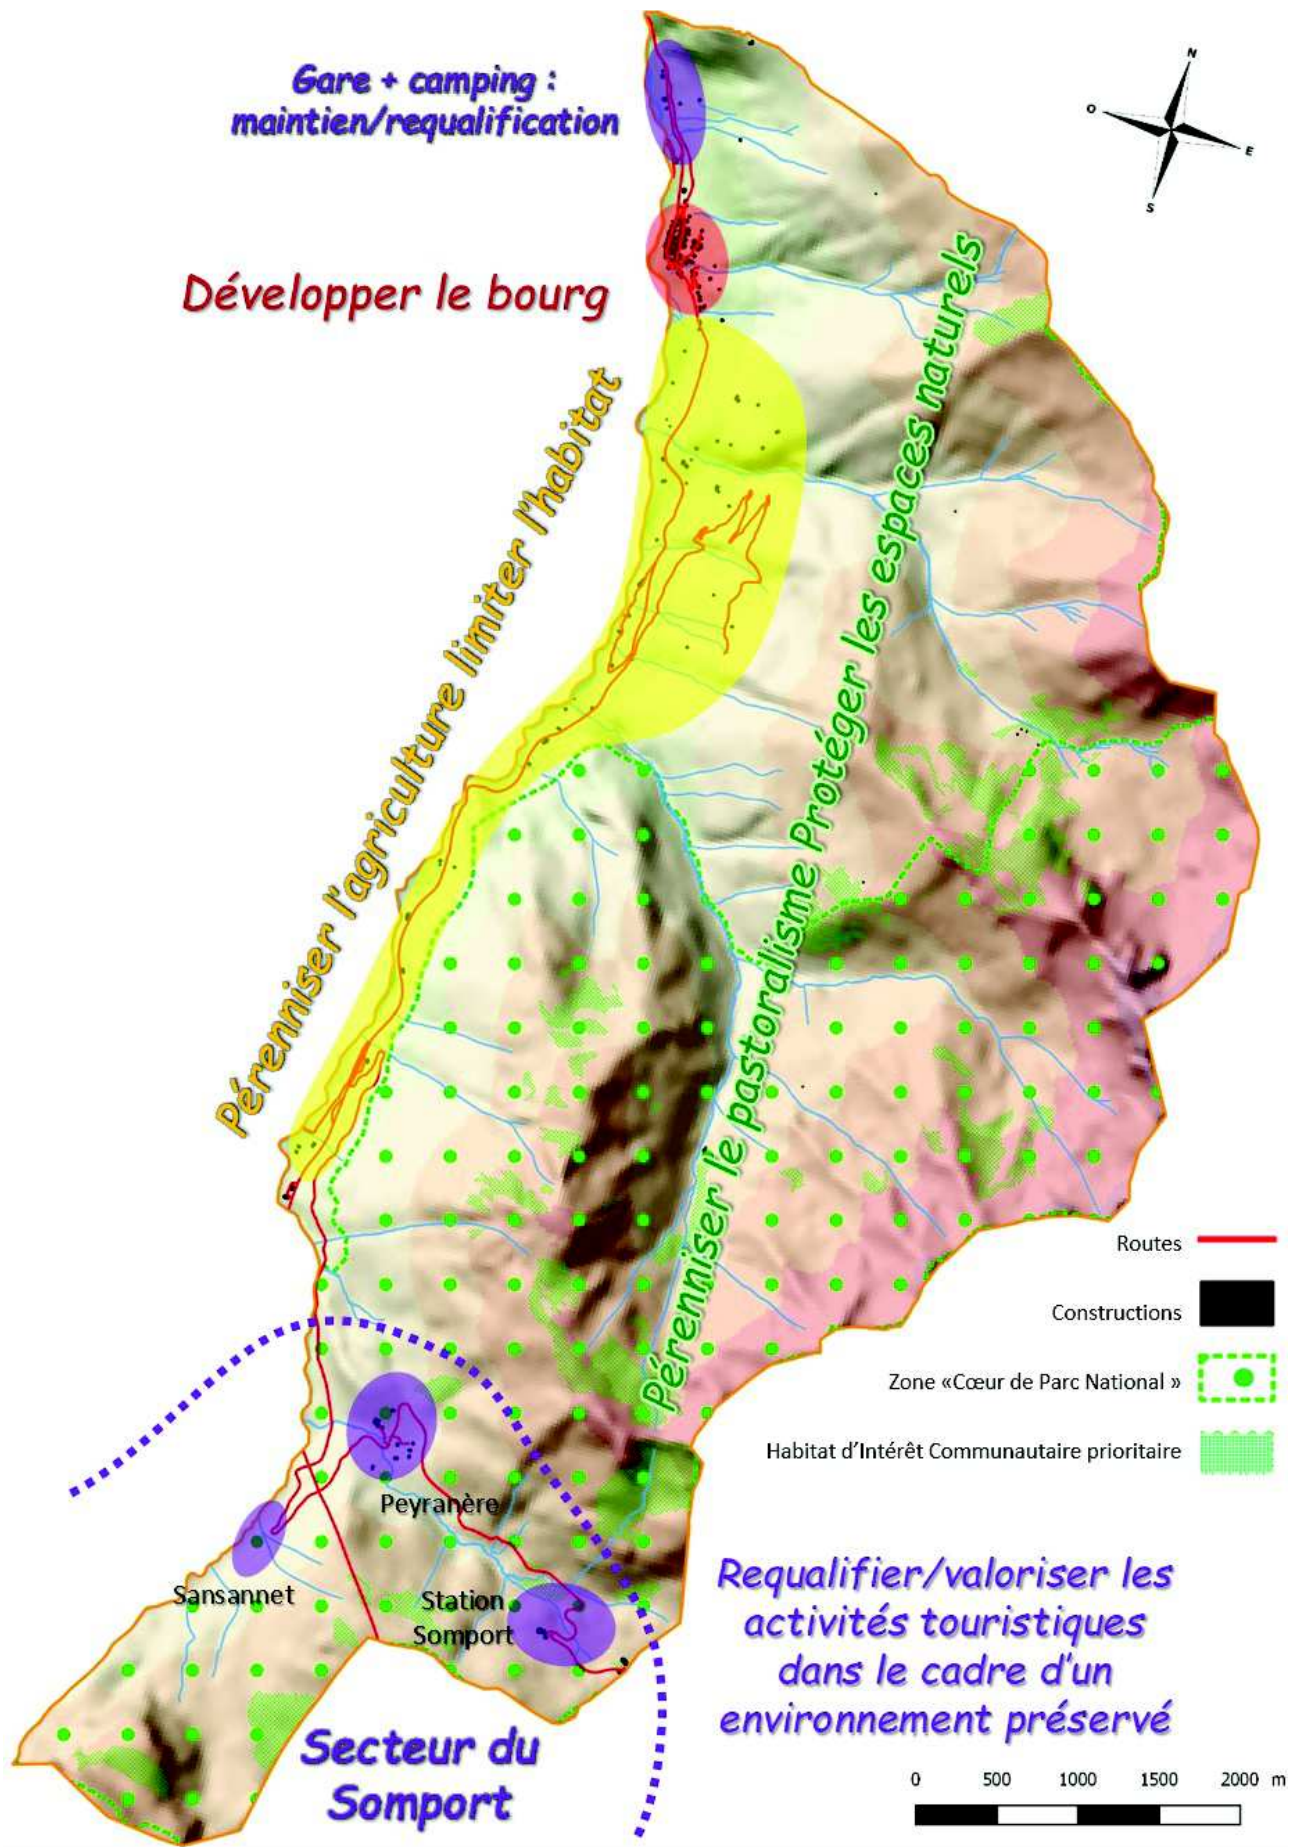 Gare + camping :
maintien/requalification
N
O
E
S
Développer le bourg
Pérenniser l'agriculture limiter l'habitat
Pérenniser le pastoralisme Protéger les espaces naturels
Routes
Constructions
Zone «Cœur de Parc National »
Habitat d'Intérêt Communautaire prioritaire
Peyranère
Sansannet
Station
Somport
Requalifier/valoriser les
activités touristiques
dans le cadre d'un
environnement préservé
Secteur du
Somport
0 500 1000 1500 2000 m